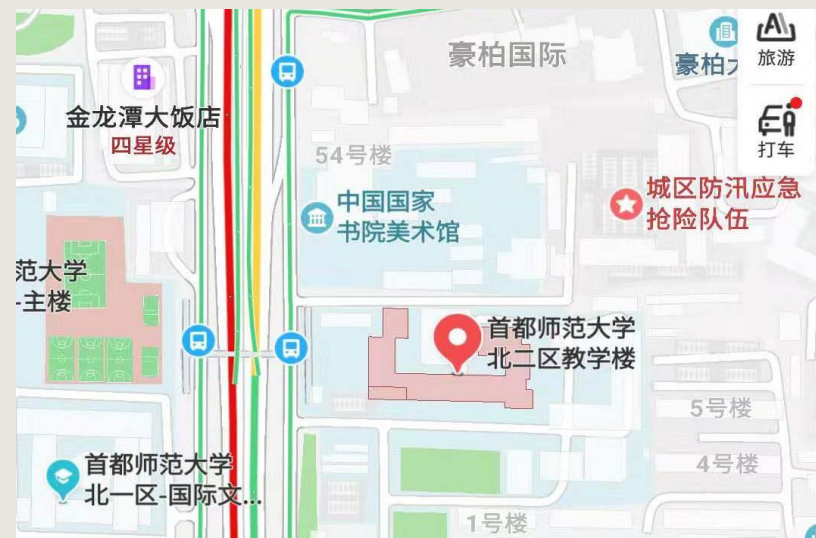 豪柏国际
豪柏大
旅游
打车
金龙潭大饭店
四星级
54号楼
中国国家
书院美术馆
城区防汛应急
抢险队伍
范大学
-主楼
首都师范大学
北二区教学楼
5号楼
4号楼
首都师范大学
北一区-国际文...
1号楼